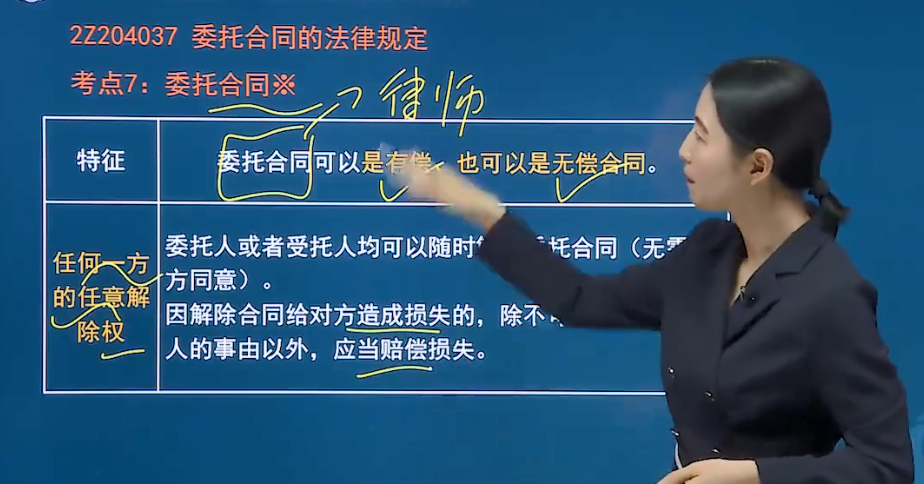 2Z204037 委托合同的法律规定
考点7：委托合同※
律师
特征
委托合同可以是有偿，也可以是无偿合同。
任何一方
的任意解
除权
委托人或者受托人均可以随时 托合同（无需
方同意）。
因解除合同给对方造成损失的，除不
人的事由以外，应当赔偿损失。